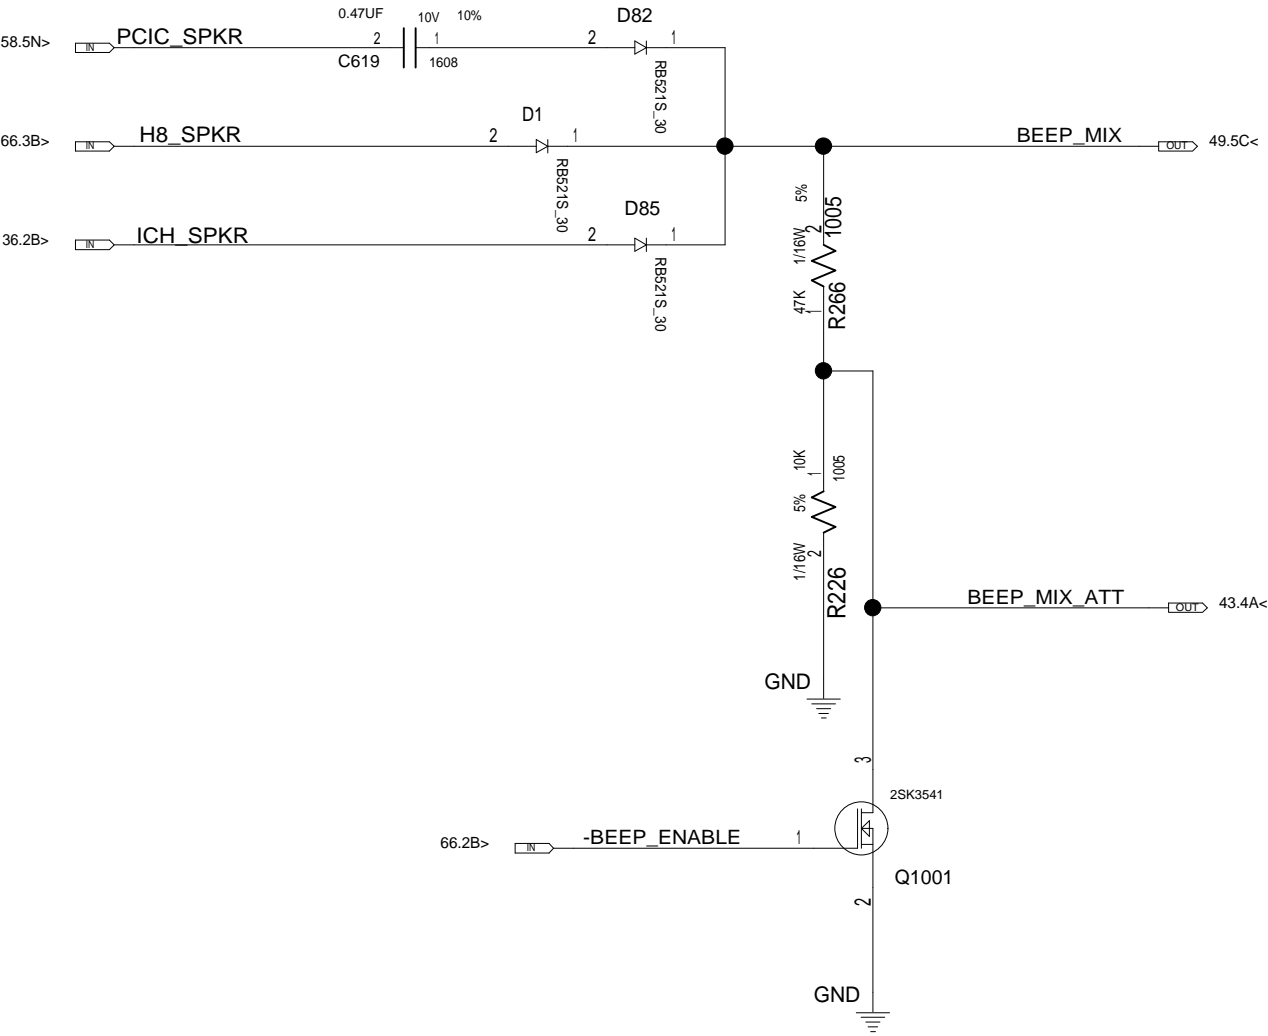 0.47UF 10V 10% D82
58.5N> IN PCIC_SPKR 2 1 2 1
C619 1608
RB521S_30
D1
66.3B> IN H8_SPKR 2 1 BEEP_MIX OUT 49.5C<
RB521S_30
D85
36.2B> IN ICH_SPKR 2 1
RB521S_30
5% 1005
1/16W 2
47K 1 R266
10K 1 1005
5%
1/16W 2 R226
BEEP_MIX_ATT OUT 43.4A<
GND
3
2SK3541
66.2B> IN -BEEP_ENABLE 1
Q1001
2
GND